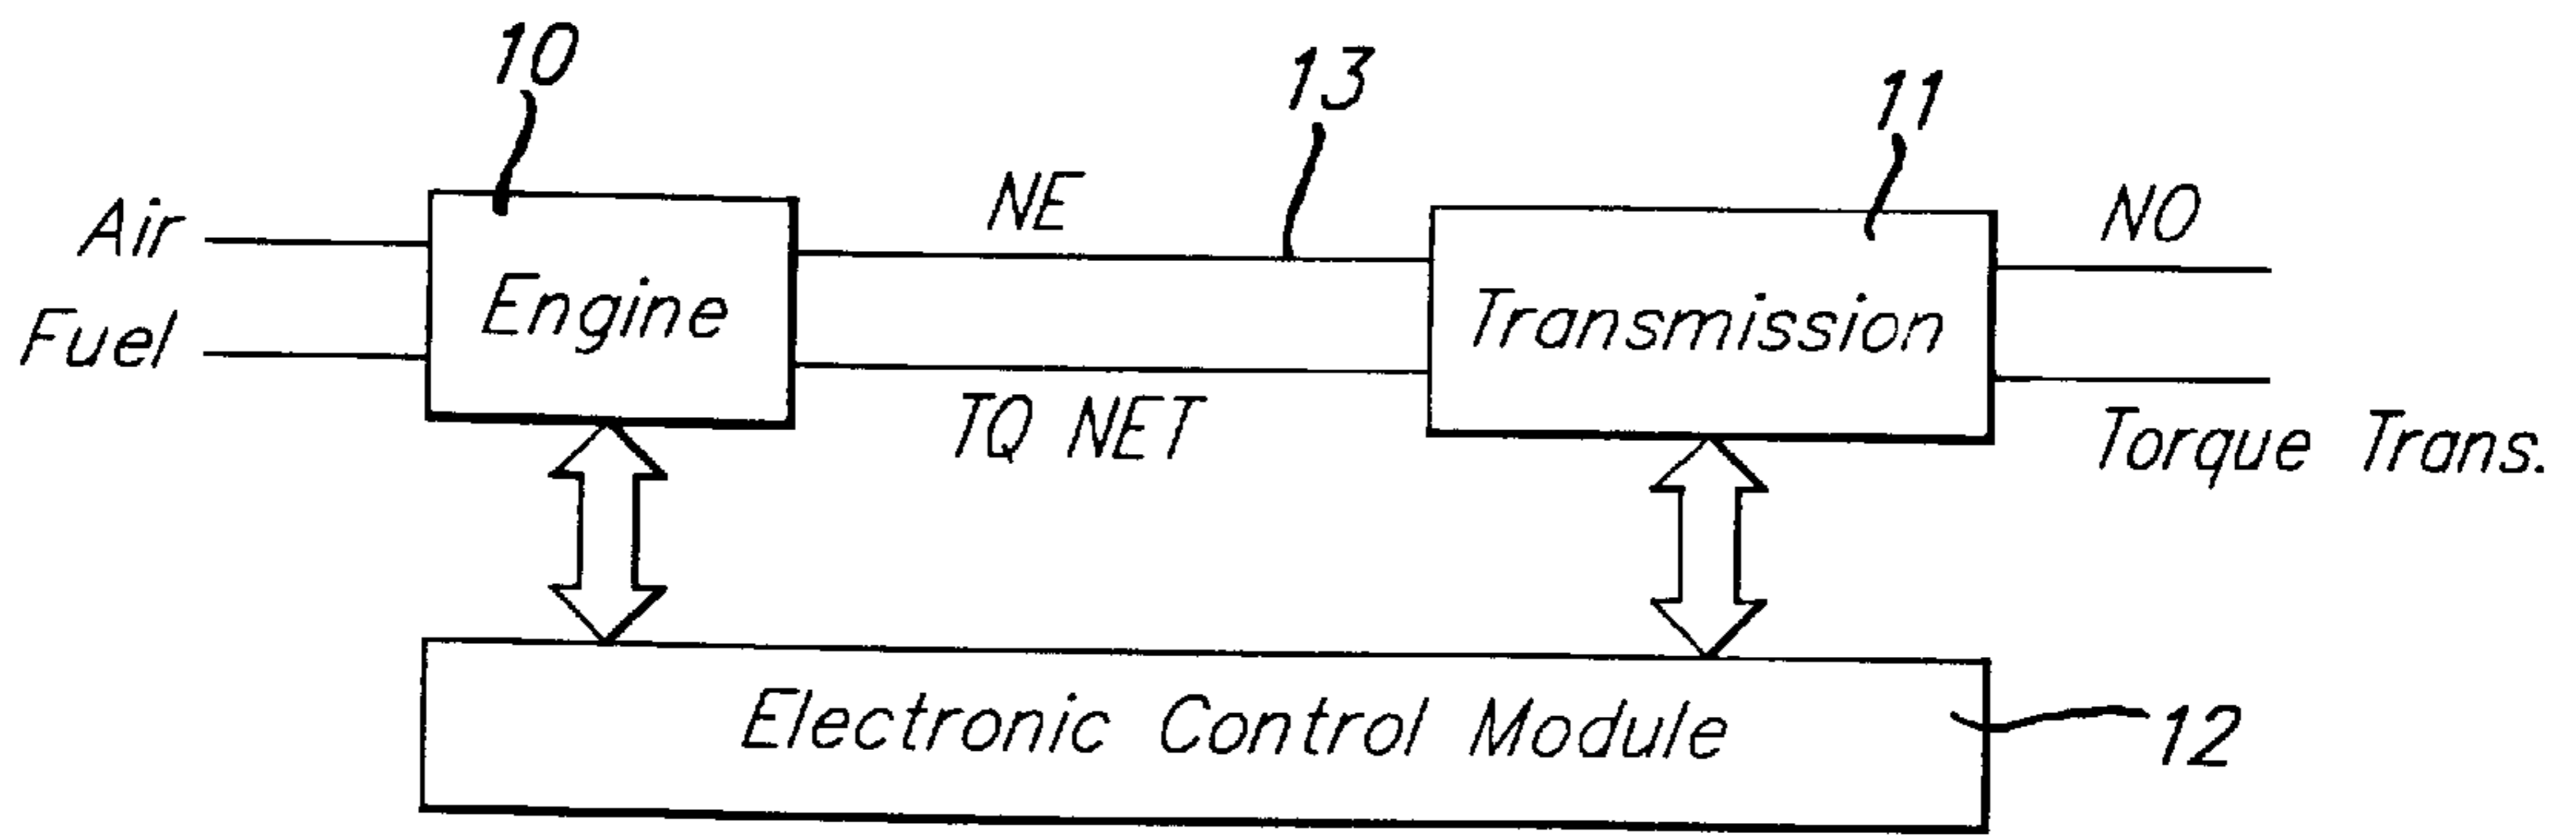 10
13
11
Air
NE
NO
Engine
Transmission
Fuel
TQ NET
Torque Trans.
Electronic Control Module
12